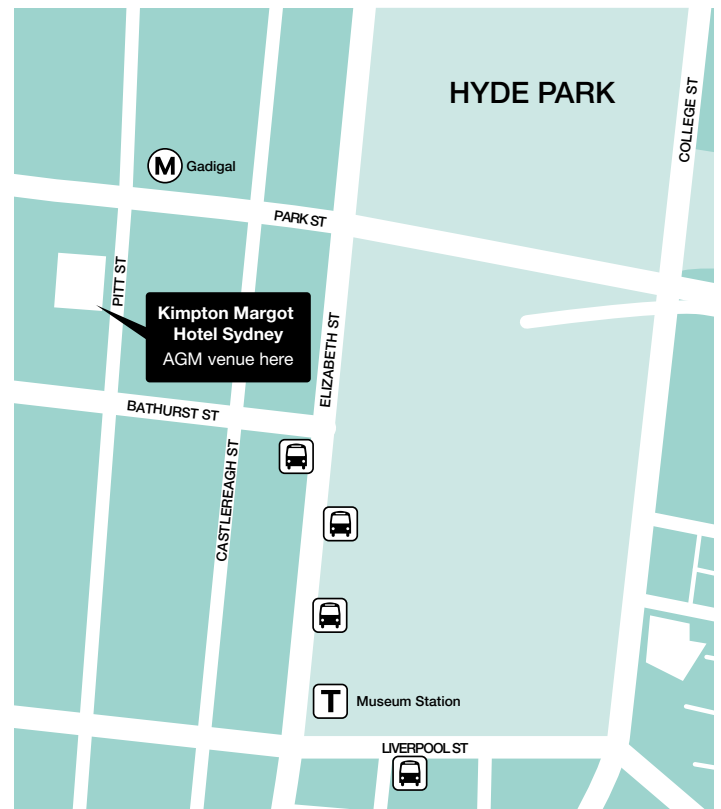 HYDE PARK
COLLEGE ST
M
Gadigal
PARK ST
PITT ST
Kimpton Margot
Hotel Sydney
AGM venue here
ELIZABETH ST
BATHURST ST
CASTLEREAGH ST
T
Museum Station
LIVERPOOL ST